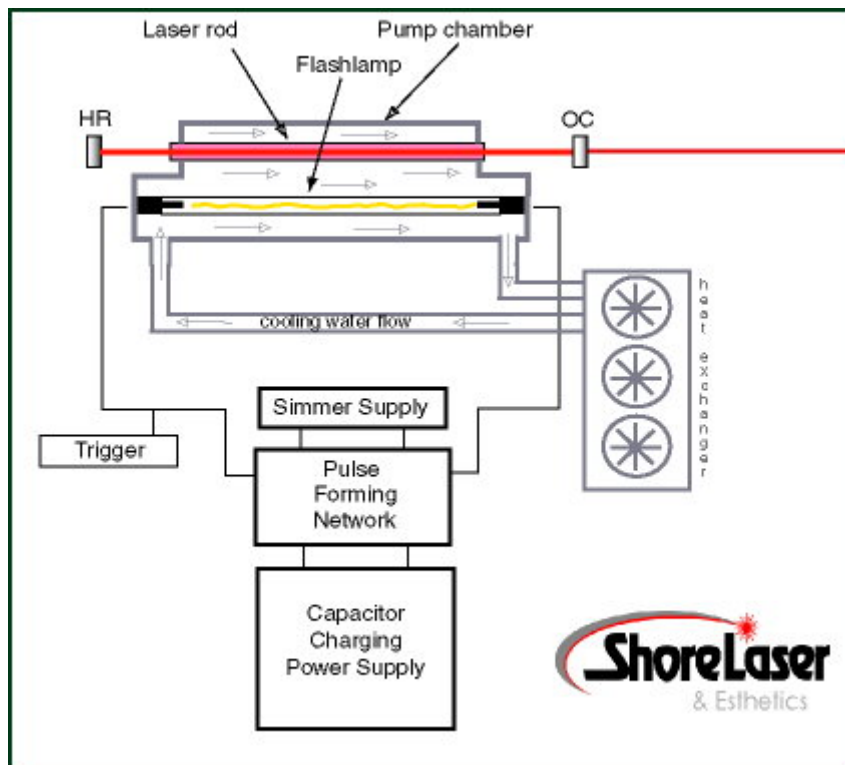 Laser rod
Pump chamber
Flashlamp
HR
OC
cooling water flow
heat exchanger
Simmer Supply
Trigger
Pulse
Forming
Network
Capacitor
Charging
Power Supply
ShoreLaser
& Esthetics